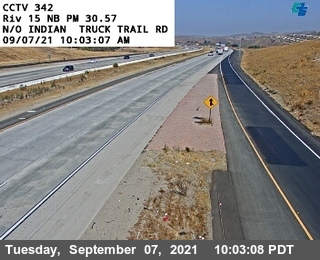 CCTV 342
Riv 15 NB PM 30.57
N/O INDIAN  TRUCK TRAIL RD
09/07/21 10:03:07 AM
Tuesday, September 07, 2021 10:03:08 PDT